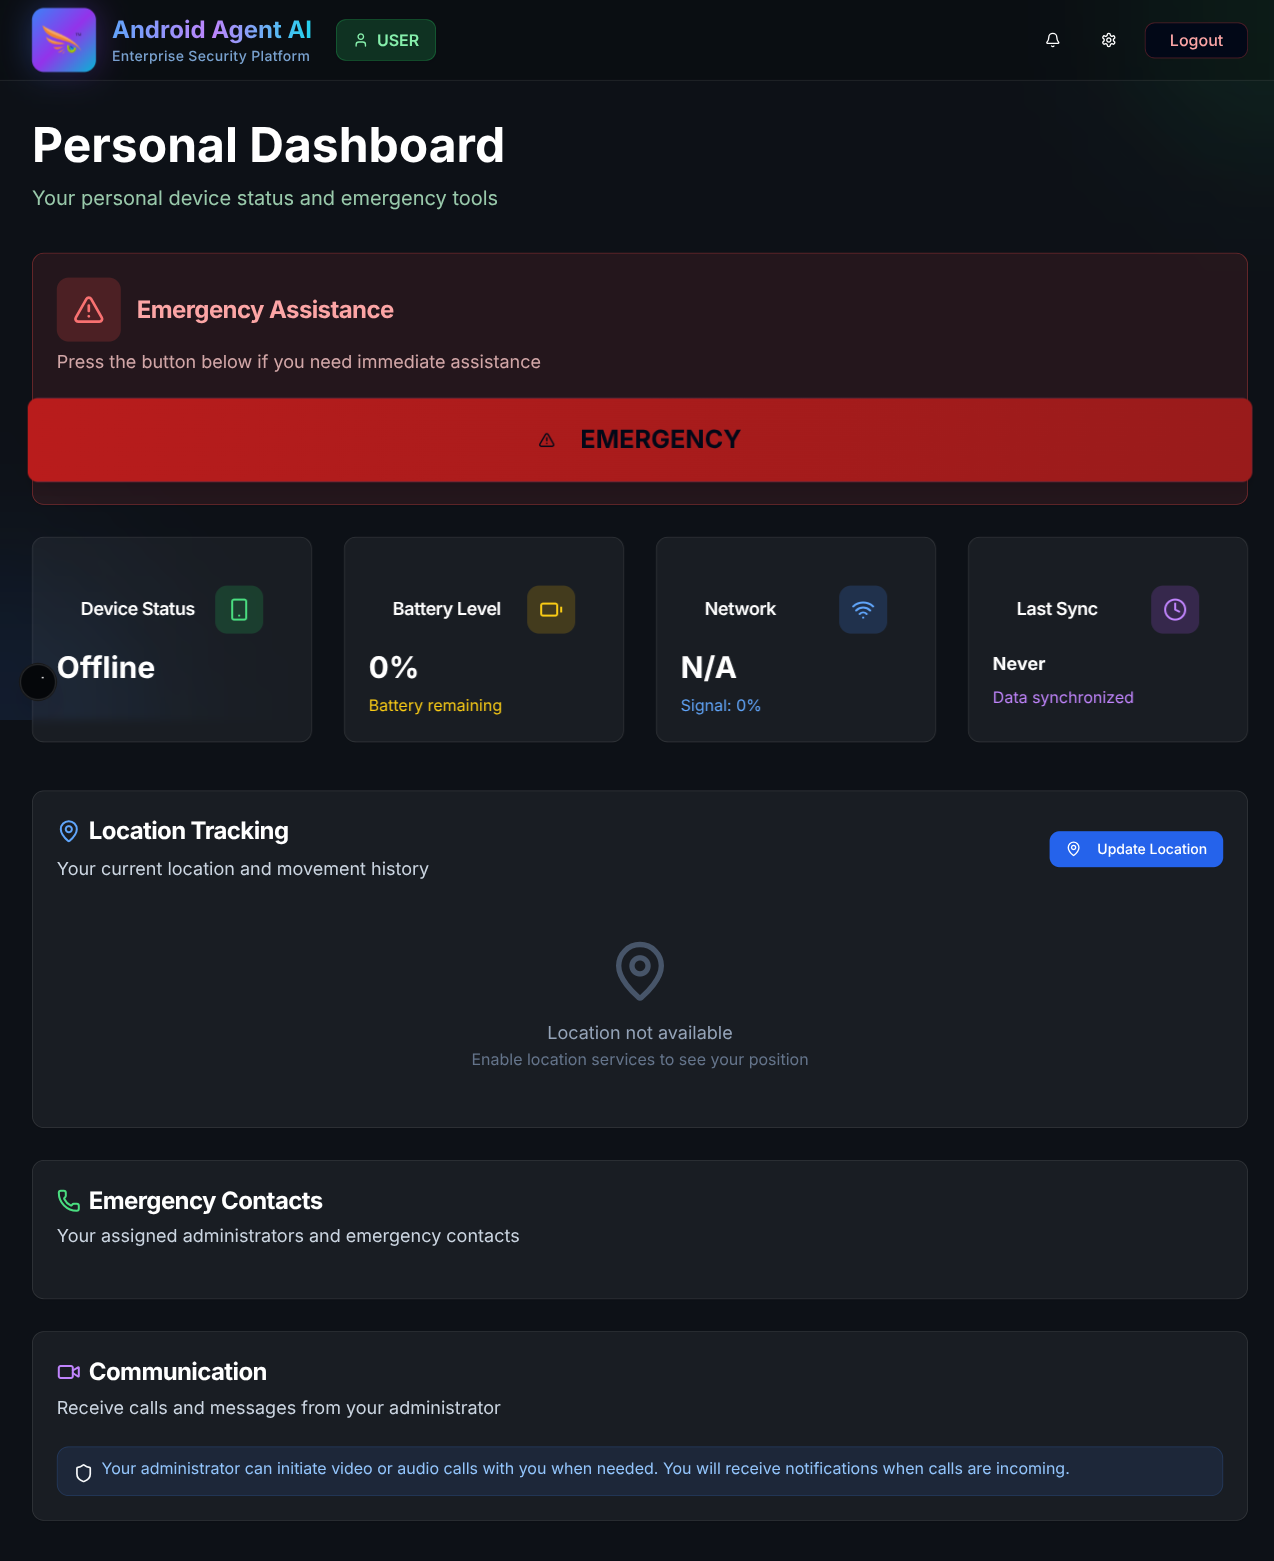 Android Agent AI
Enterprise Security Platform
USER
Logout
Personal Dashboard
Your personal device status and emergency tools
Emergency Assistance
Press the button below if you need immediate assistance
EMERGENCY
Device Status
Offline
Battery Level
0%
Battery remaining
Network
N/A
Signal: 0%
Last Sync
Never
Data synchronized
Location Tracking
Your current location and movement history
Update Location
Location not available
Enable location services to see your position
Emergency Contacts
Your assigned administrators and emergency contacts
Communication
Receive calls and messages from your administrator
Your administrator can initiate video or audio calls with you when needed. You will receive notifications when calls are incoming.